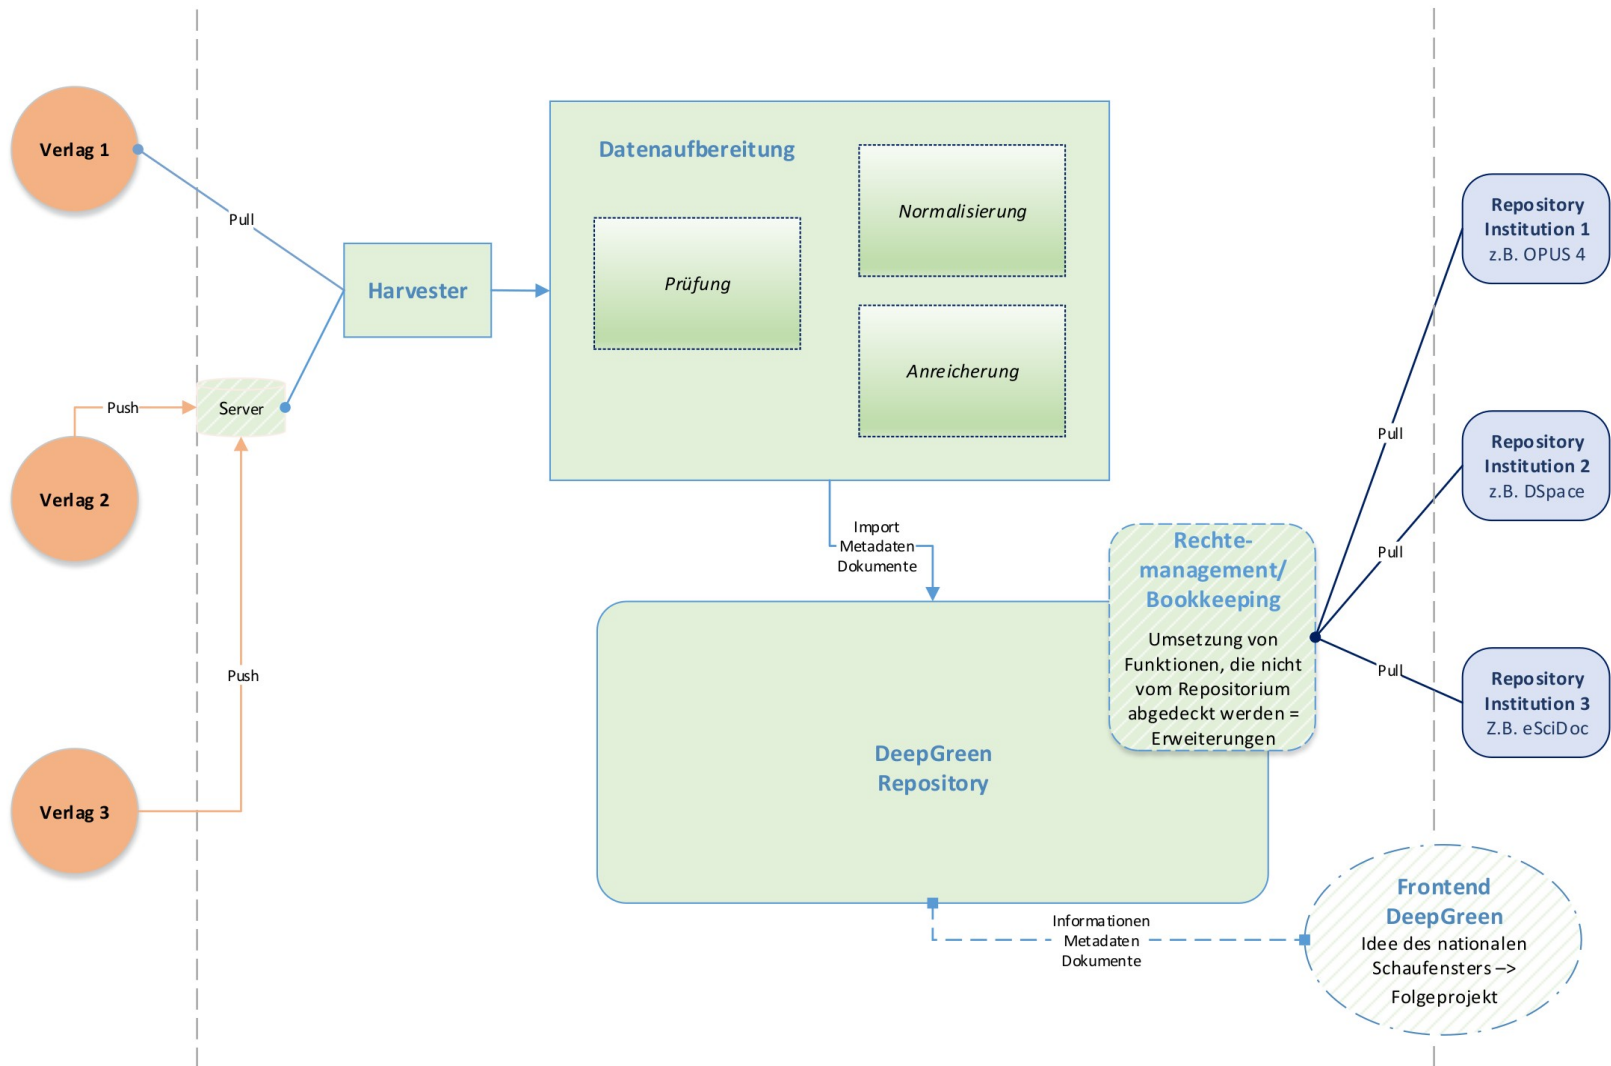 Verlag 1
Pull
Harvester
Server
Push
Verlag 2
Push
Verlag 3
Datenaufbereitung
Prüfung
Normalisierung
Anreicherung
Import
Metadaten
Dokumente
DeepGreen
Repository
Rechte-
management/
Bookkeeping
Umsetzung von
Funktionen, die nicht
vom Repositorium
abgedeckt werden =
Erweiterungen
Pull
Pull
Pull
Repository
Institution 1
z.B. OPUS 4
Repository
Institution 2
z.B. DSpace
Repository
Institution 3
Z.B. eSciDoc
Informationen
Metadaten
Dokumente
Frontend
DeepGreen
Idee des nationalen
Schaufensters –>
Folgeprojekt